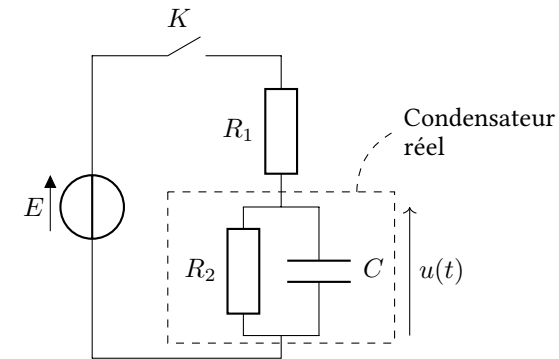 K
R₁
Condensateur
réel
E
R₂
C
u(t)